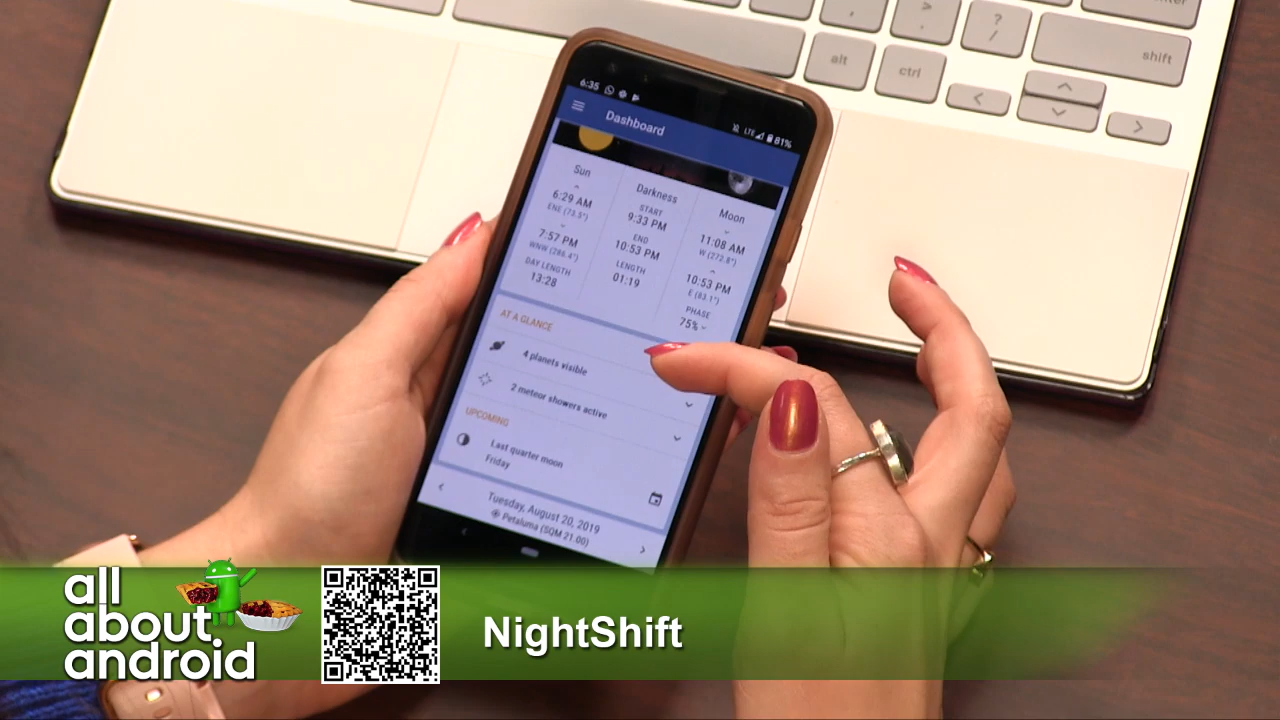 enter
,
>
.
?
/
alt
ctrl
shift
<
^
>
6:35
LTE 81%
Dashboard
Sun
6:29 AM
ENE (73.5°)
7:57 PM
WNW (286.4°)
DAY LENGTH
13:28
Darkness
START
9:33 PM
END
10:53 PM
LENGTH
01:19
Moon
11:08 AM
W (272.8°)
10:53 PM
E (83.1°)
PHASE
75%
AT A GLANCE
4 planets visible
2 meteor showers active
UPCOMING
Last quarter moon
Friday
Tuesday, August 20, 2019
Petaluma (SQM 21.00)
all
about
android
NightShift